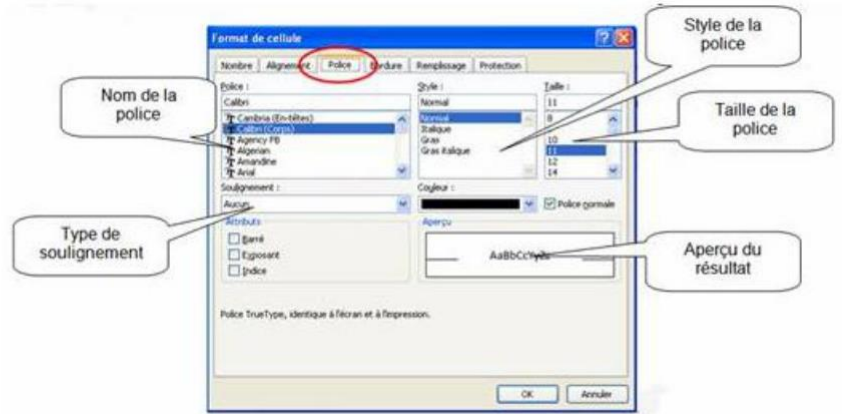 Format de cellule
Nombre Alignement Police Bordure Remplissage Protection
Police :
Style :
Taille :
Calibri
Normal
11
Cambria (En-têtes)
Calibri (Corps)
Agency FB
Algerian
Amandine
Arial
Normal
Italique
Gras
Gras Italique
8
10
11
12
14
Soulignement :
Couleur :
Aucun
Police normale
Attributs
Barré
Exposant
Indice
Aperçu
AaBbCcYyZz
Police TrueType, identique à l'écran et à l'impression.
OK
Annuler
Nom de la
police
Type de
soulignement
Style de la
police
Taille de la
police
Aperçu du
résultat